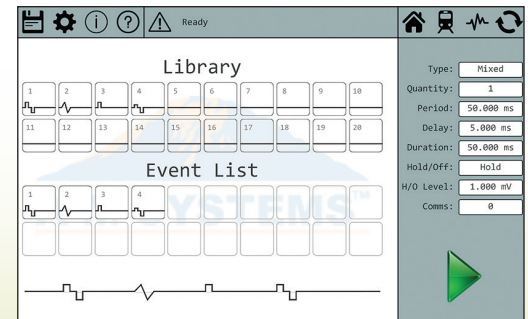 Ready
Library
1 2 3 4 5 6 7 8 9 10
11 12 13 14 15 16 17 18 19 20
Event List
1 2 3 4
SYSTEMS™
Type: Mixed
Quantity: 1
Period: 50.000 ms
Delay: 5.000 ms
Duration: 50.000 ms
Hold/Off: Hold
H/O Level: 1.000 mV
Comms: 0